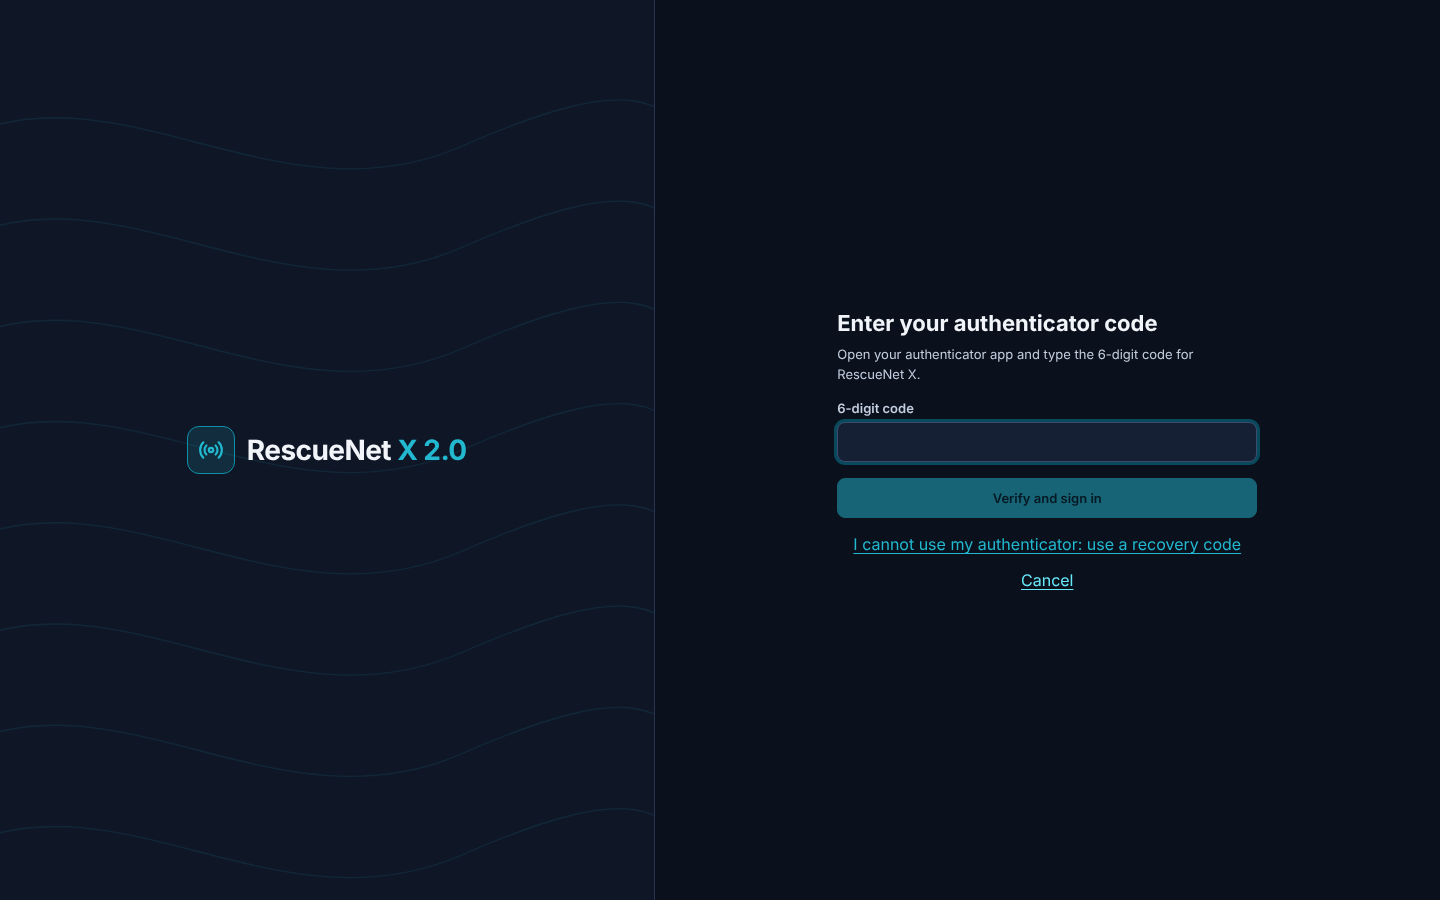 RescueNet X 2.0
Enter your authenticator code
Open your authenticator app and type the 6-digit code for
RescueNet X.
6-digit code
Verify and sign in
I cannot use my authenticator: use a recovery code
Cancel